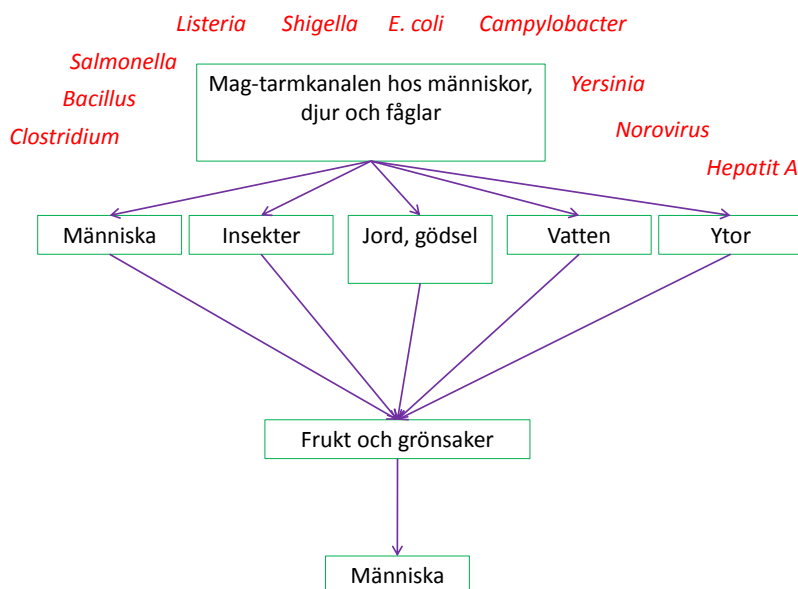 Listeria Shigella E. coli Campylobacter
Salmonella
Bacillus
Clostridium
Mag-tarmkanalen hos människor,
djur och fåglar
Yersinia
Norovirus
Hepatit A
Människa Insekter Jord, gödsel Vatten Ytor
Frukt och grönsaker
Människa